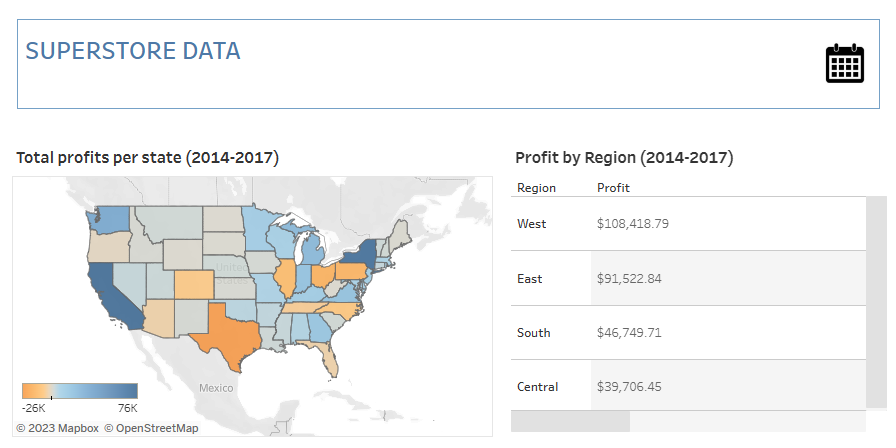 SUPERSTORE DATA
Total profits per state (2014-2017)
United
States
Mexico
-26K 76K
© 2023 Mapbox © OpenStreetMap
Profit by Region (2014-2017)
Region Profit
West $108,418.79
East $91,522.84
South $46,749.71
Central $39,706.45